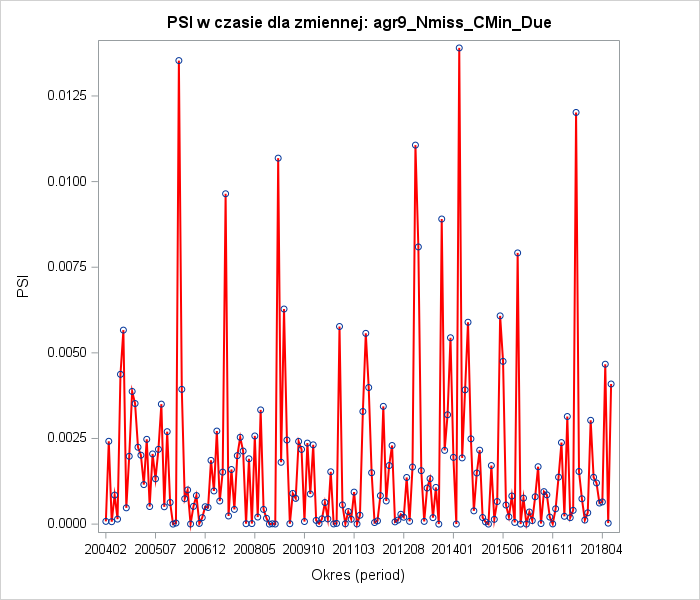 PSI w czasie dla zmiennej: agr9_Nmiss_CMin_Due
0.0125
0.0100
0.0075
0.0050
0.0025
0.0000
PSI
200402 200507 200612 200805 200910 201103 201208 201401 201506 201611 201804
Okres (period)